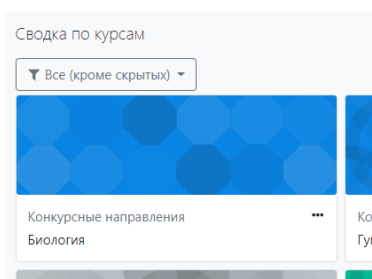 Сводка по курсам
Все (кроме скрытых)
Конкурсные направления
Биология